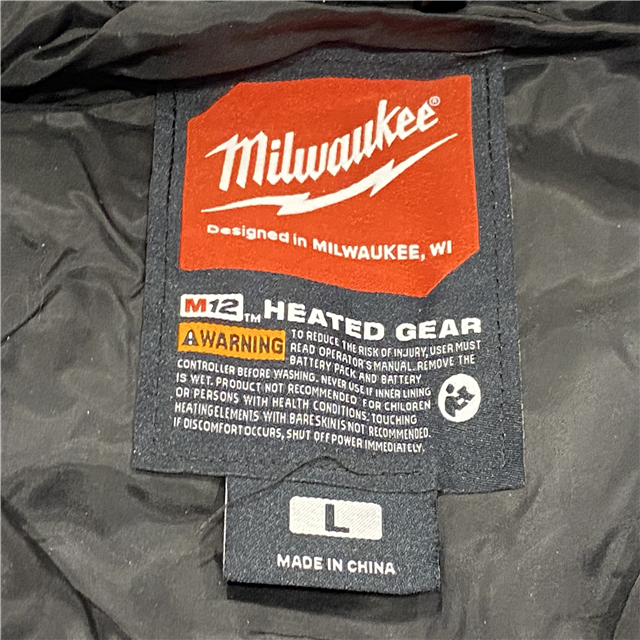 Milwaukee®
Designed in MILWAUKEE, WI
M12™ HEATED GEAR
WARNING TO REDUCE THE RISK OF INJURY, USER MUST
READ OPERATOR'S MANUAL. REMOVE THE
BATTERY PACK AND BATTERY
CONTROLLER BEFORE WASHING. NEVER USE IF INNER LINING
IS WET. PRODUCT NOT RECOMMENDED FOR CHILDREN
OR PERSONS WITH HEALTH CONDITIONS. TOUCHING
HEATING ELEMENTS WITH BARE SKIN IS NOT RECOMMENDED.
IF DISCOMFORT OCCURS, SHUT OFF POWER IMMEDIATELY.
L
MADE IN CHINA